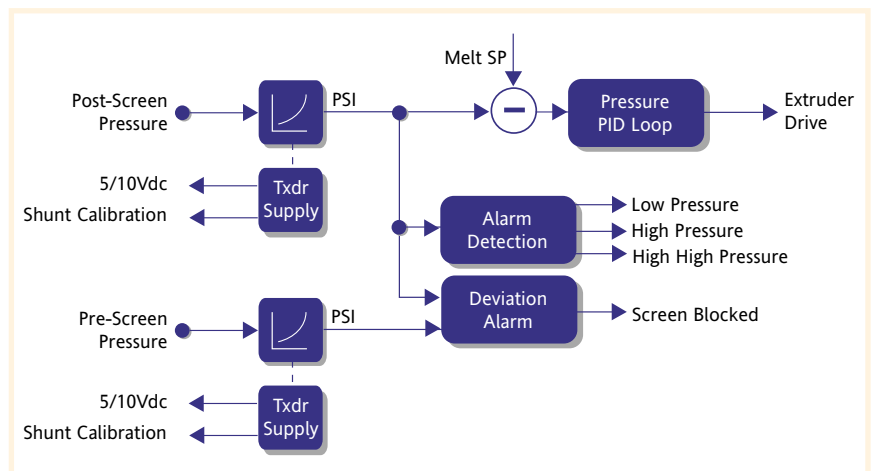 Melt SP
Post-Screen
Pressure
PSI
Pressure
PID Loop
Extruder
Drive
5/10Vdc
Shunt Calibration
Txdr
Supply
Alarm
Detection
Low Pressure
High Pressure
High High Pressure
Pre-Screen
Pressure
PSI
Deviation
Alarm
Screen Blocked
5/10Vdc
Shunt Calibration
Txdr
Supply